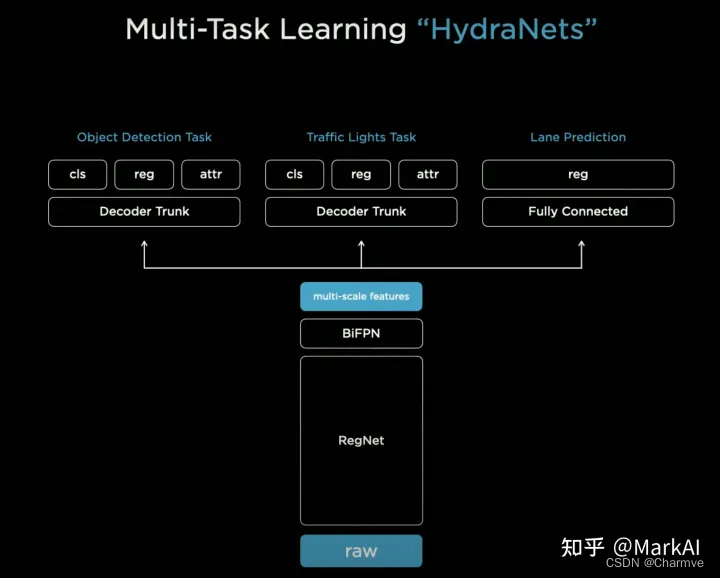 Multi-Task Learning “HydraNets”
Object Detection Task
Traffic Lights Task
Lane Prediction
cls reg attr
cls reg attr
reg
Decoder Trunk
Decoder Trunk
Fully Connected
multi-scale features
BiFPN
RegNet
raw
知乎 @MarkAI
CSDN @Charmve